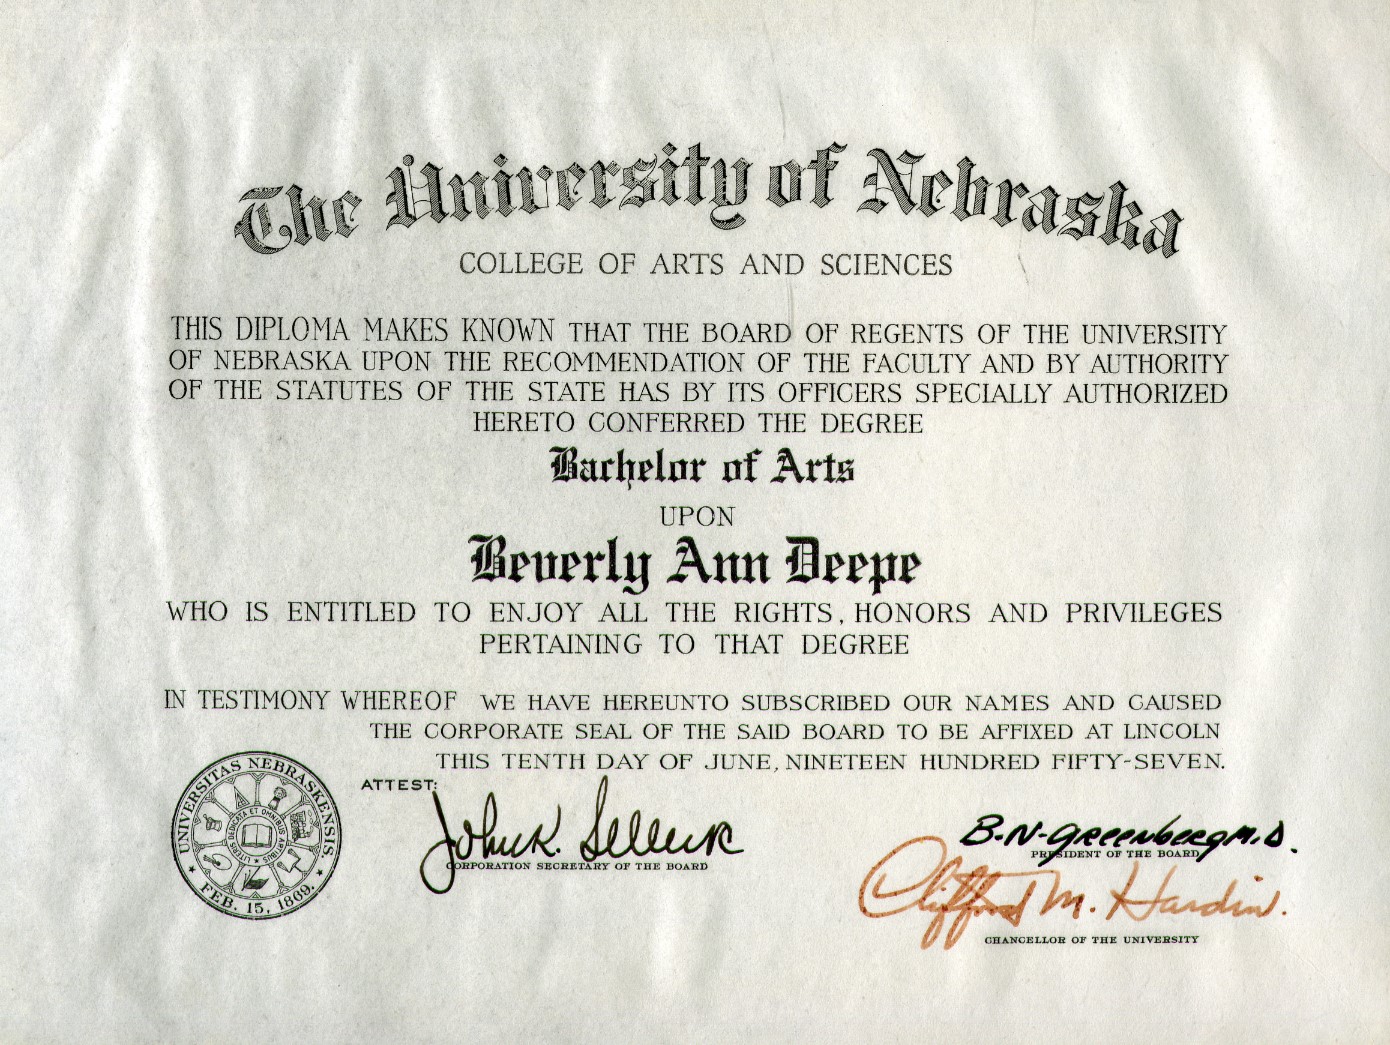 The University of Nebraska
COLLEGE OF ARTS AND SCIENCES
THIS DIPLOMA MAKES KNOWN THAT THE BOARD OF REGENTS OF THE UNIVERSITY
OF NEBRASKA UPON THE RECOMMENDATION OF THE FACULTY AND BY AUTHORITY
OF THE STATUTES OF THE STATE HAS BY ITS OFFICERS SPECIALLY AUTHORIZED
HERETO CONFERRED THE DEGREE
Bachelor of Arts
UPON
Beverly Ann Deepe
WHO IS ENTITLED TO ENJOY ALL THE RIGHTS, HONORS AND PRIVILEGES
PERTAINING TO THAT DEGREE
IN TESTIMONY WHEREOF WE HAVE HEREUNTO SUBSCRIBED OUR NAMES AND CAUSED
THE CORPORATE SEAL OF THE SAID BOARD TO BE AFFIXED AT LINCOLN
THIS TENTH DAY OF JUNE, NINETEEN HUNDRED FIFTY-SEVEN.
UNIVERSITAS NEBRASKENSIS.
FEB. 15, 1869.
LITERIS DEDICATA ET OMNIBUS ARTIBUS
ATTEST:
John K. Selleck
CORPORATION SECRETARY OF THE BOARD
B.N. Greenberg M.D.
PRESIDENT OF THE BOARD
Clifford M. Hardin.
CHANCELLOR OF THE UNIVERSITY